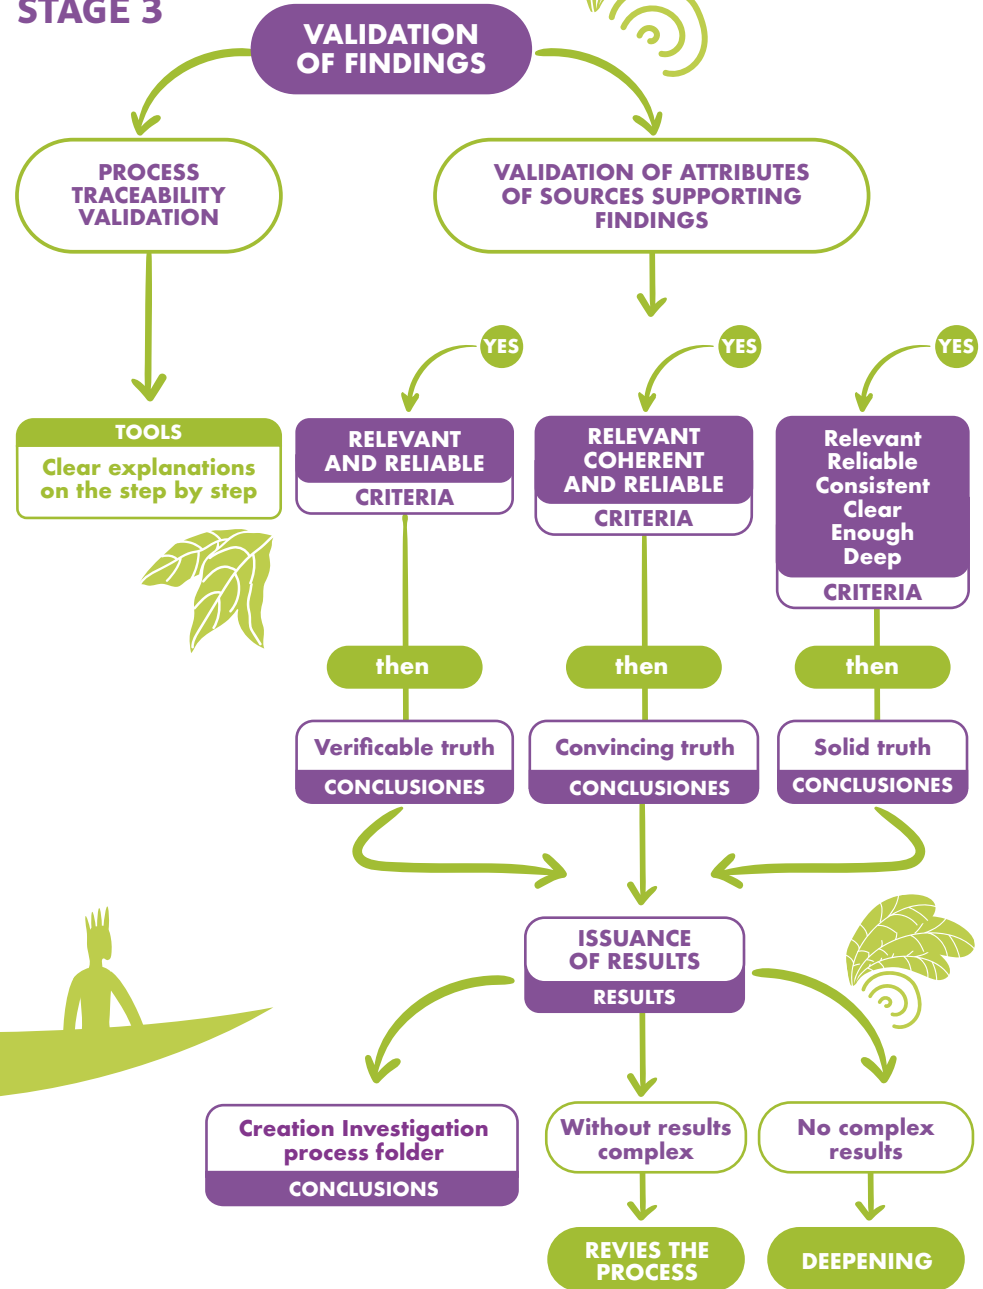 STAGE 3
VALIDATION
OF FINDINGS
PROCESS
TRACEABILITY
VALIDATION
VALIDATION OF ATTRIBUTES
OF SOURCES SUPPORTING
FINDINGS
YES
YES
YES
TOOLS
Clear explanations
on the step by step
RELEVANT
AND RELIABLE
CRITERIA
RELEVANT
COHERENT
AND RELIABLE
CRITERIA
Relevant
Reliable
Consistent
Clear
Enough
Deep
CRITERIA
then
then
then
Verificable truth
CONCLUSIONES
Convincing truth
CONCLUSIONES
Solid truth
CONCLUSIONES
ISSUANCE
OF RESULTS
RESULTS
Creation Investigation
process folder
CONCLUSIONS
Without results
complex
No complex
results
REVIES THE
PROCESS
DEEPENING